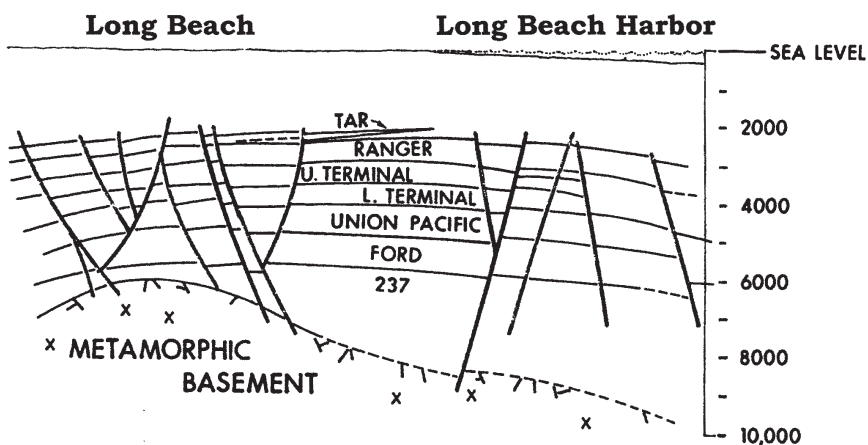 Long Beach Long Beach Harbor
SEA LEVEL
TAR
2000
RANGER
U. TERMINAL
L. TERMINAL
4000
UNION PACIFIC
FORD
237
6000
X X X
X METAMORPHIC
8000
BASEMENT
X X
X
10,000